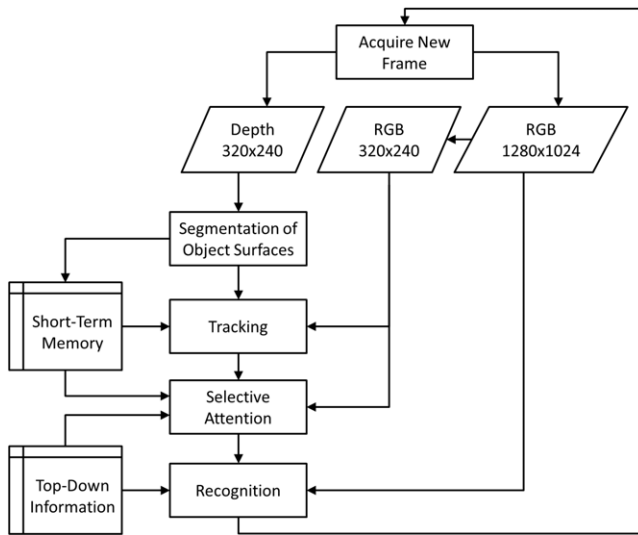 Acquire New
Frame
Depth
320x240
RGB
320x240
RGB
1280x1024
Segmentation of
Object Surfaces
Short-Term
Memory
Tracking
Selective
Attention
Top-Down
Information
Recognition